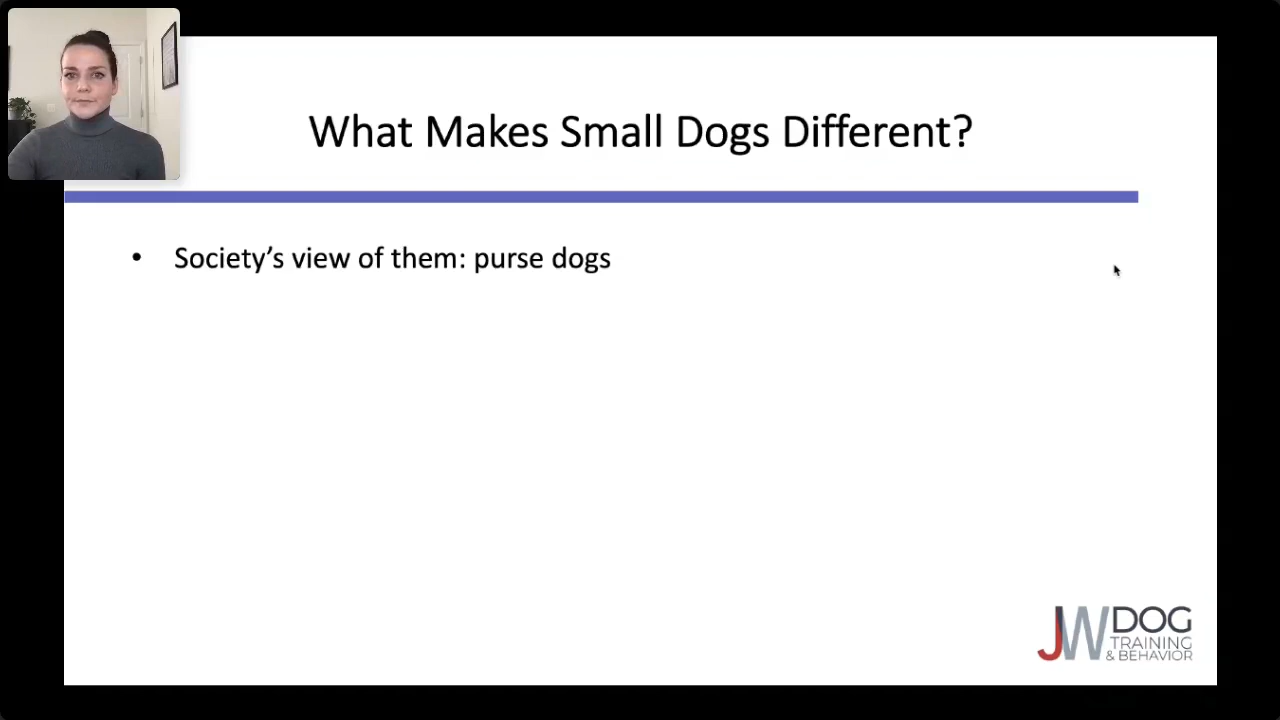 What Makes Small Dogs Different?
• Society’s view of them: purse dogs
JW DOG
TRAINING
& BEHAVIOR